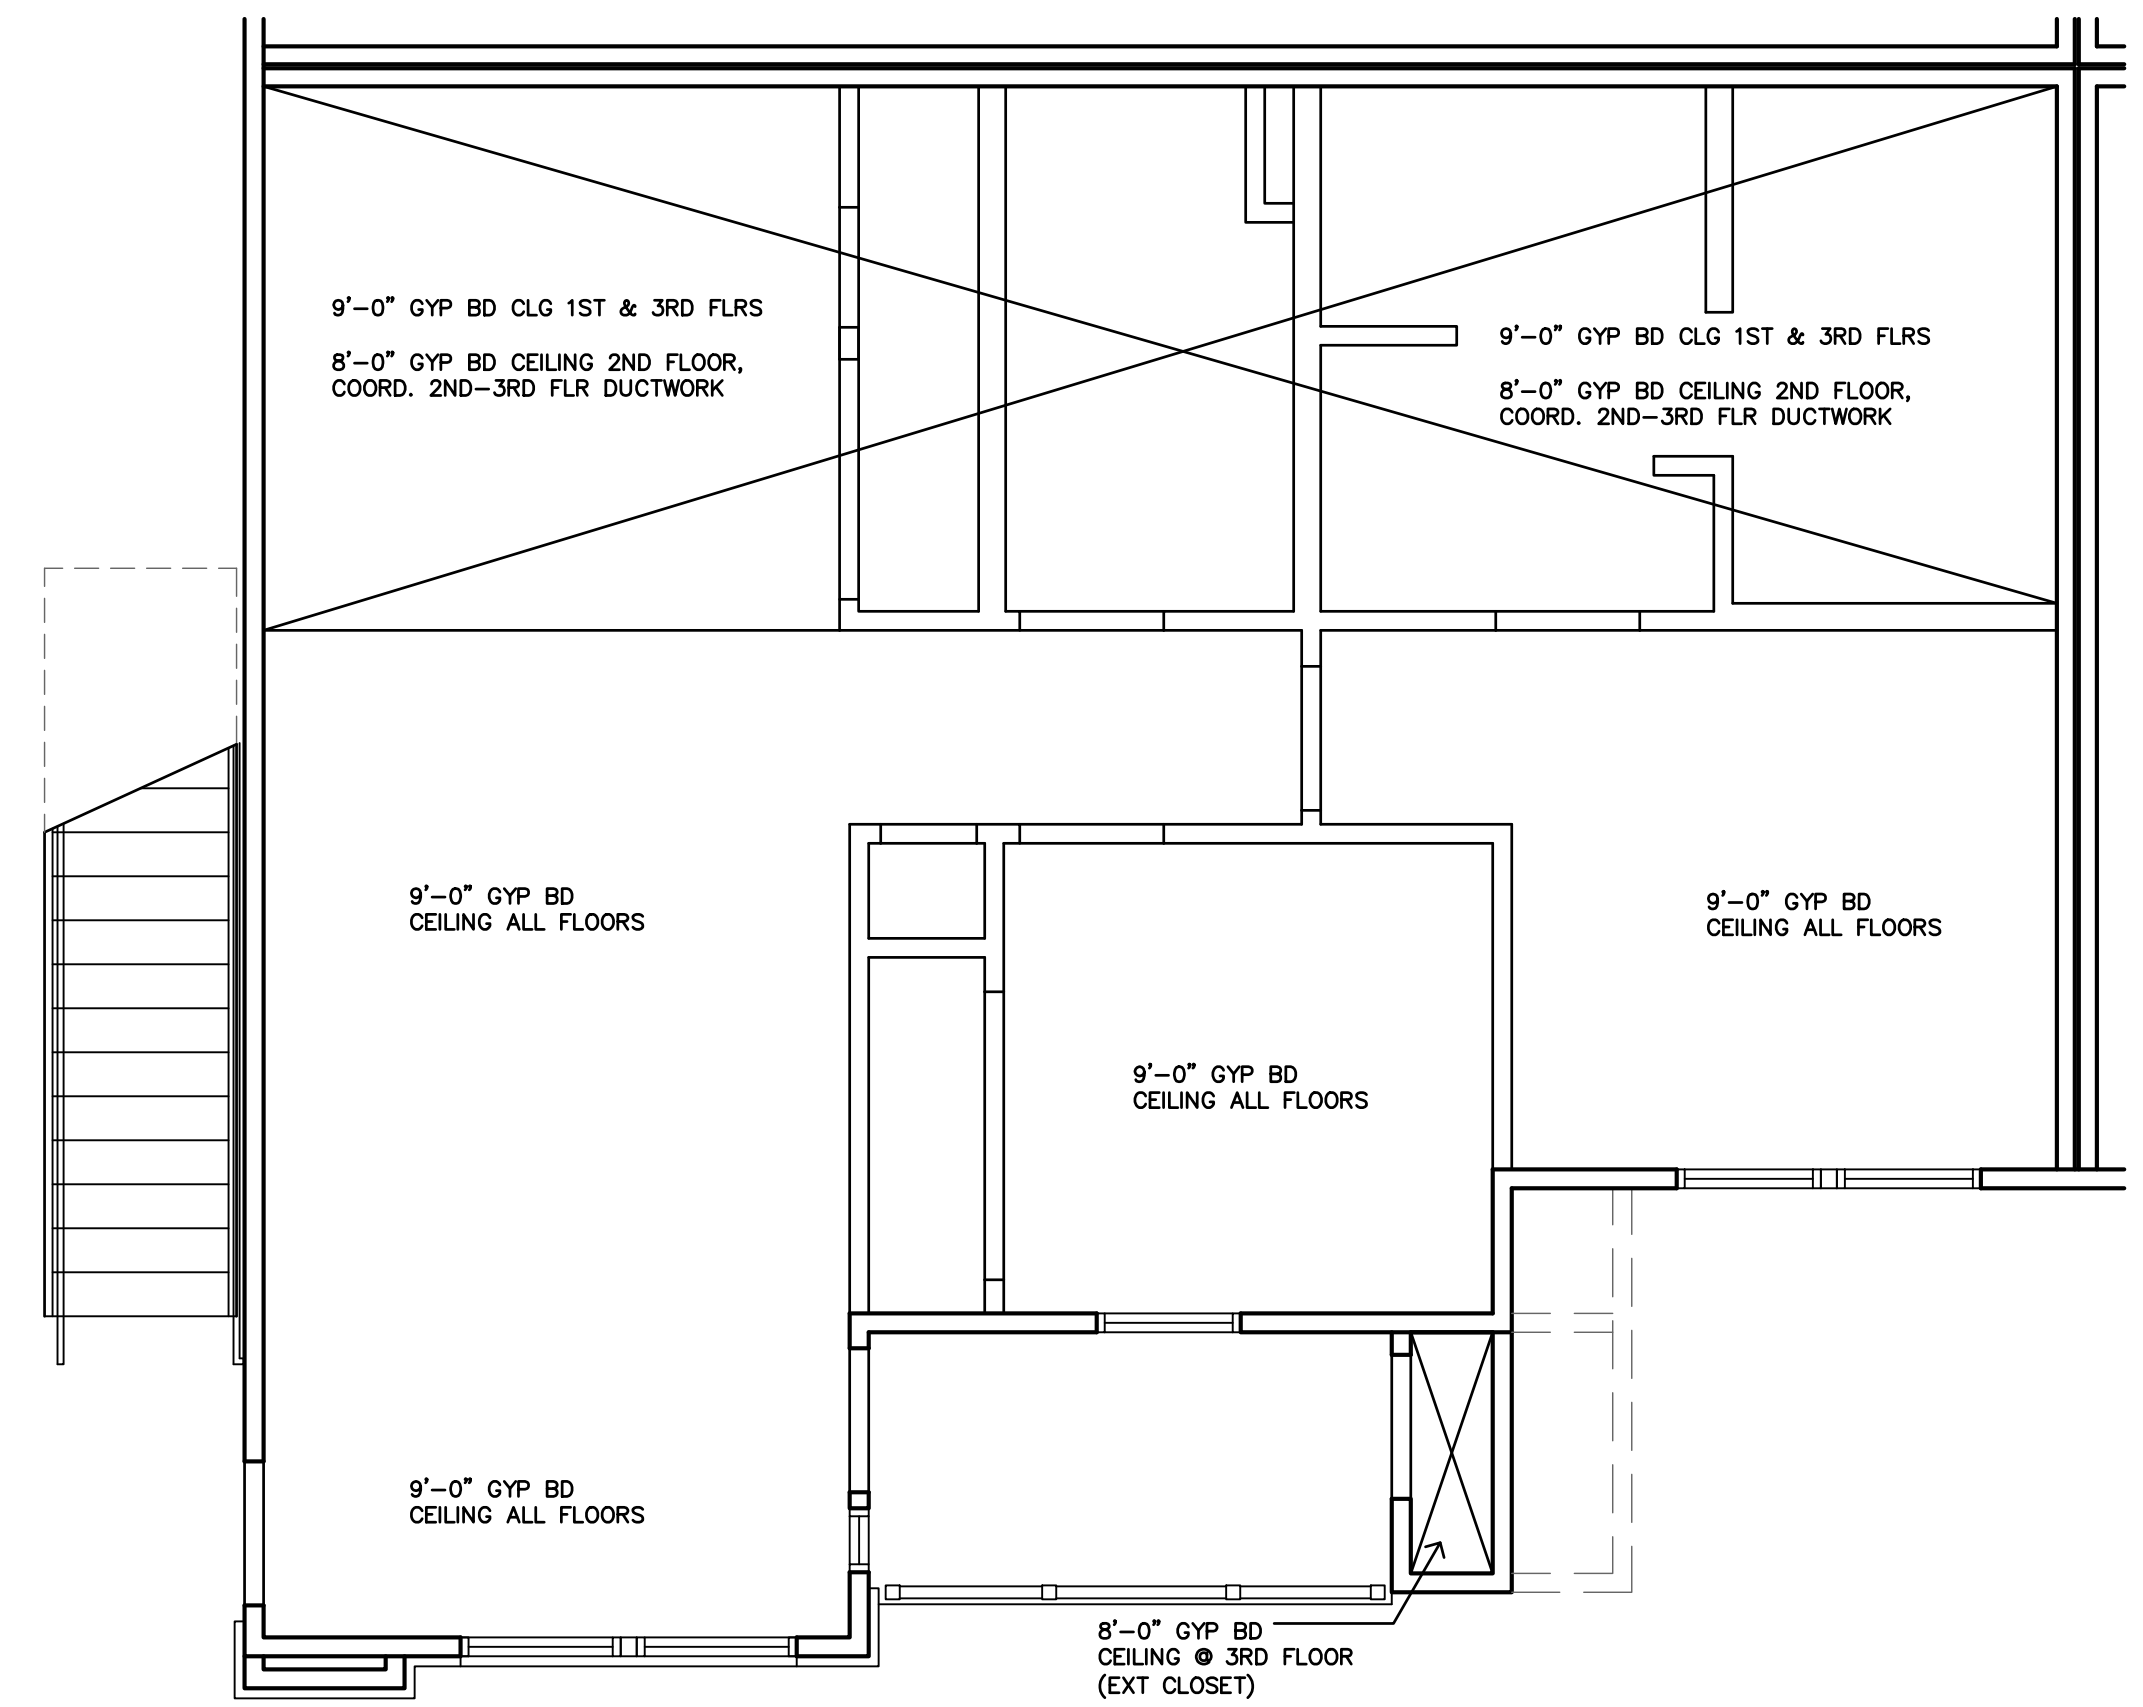 9'-0" GYP BD CLG 1ST & 3RD FLRS
8'-0" GYP BD CEILING 2ND FLOOR,
COORD. 2ND-3RD FLR DUCTWORK
9'-0" GYP BD CLG 1ST & 3RD FLRS
8'-0" GYP BD CEILING 2ND FLOOR,
COORD. 2ND-3RD FLR DUCTWORK
9'-0" GYP BD
CEILING ALL FLOORS
9'-0" GYP BD
CEILING ALL FLOORS
9'-0" GYP BD
CEILING ALL FLOORS
9'-0" GYP BD
CEILING ALL FLOORS
8'-0" GYP BD
CEILING @ 3RD FLOOR
(EXT CLOSET)